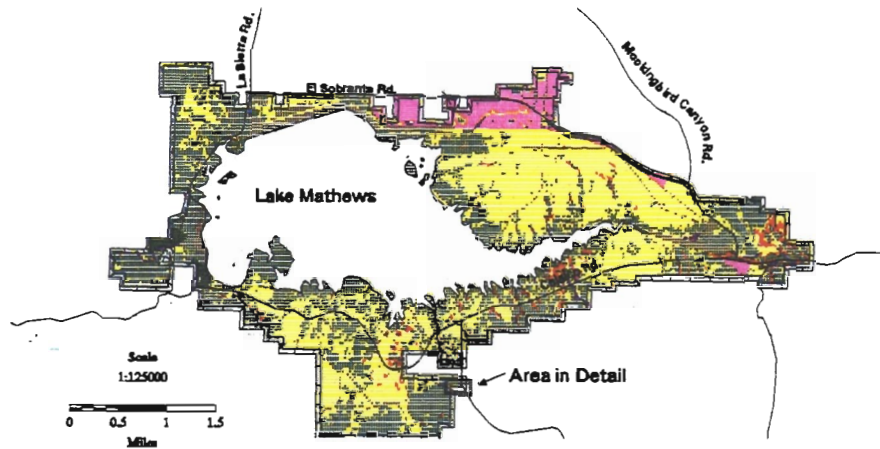 La Sierra Rd.
El Sobrante Rd.
Mockingbird Canyon Rd.
Lake Mathews
Area in Detail
Scale
1:125000
0 0.5 1 1.5
Miles